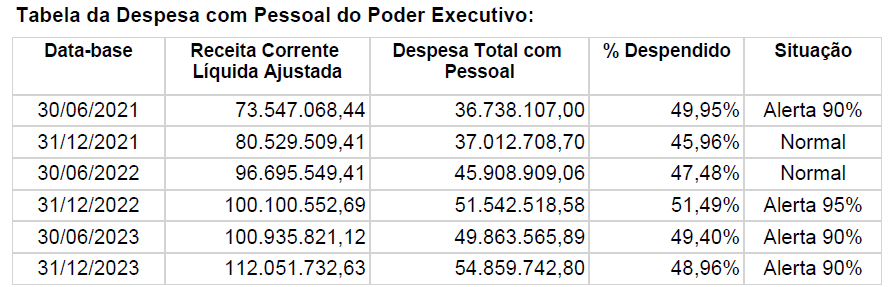 Tabela da Despesa com Pessoal do Poder Executivo:
Data-base Receita Corrente Líquida Ajustada Despesa Total com Pessoal % Despendido Situação
30/06/2021 73.547.068,44 36.738.107,00 49,95% Alerta 90%
31/12/2021 80.529.509,41 37.012.708,70 45,96% Normal
30/06/2022 96.695.549,41 45.908.909,06 47,48% Normal
31/12/2022 100.100.552,69 51.542.518,58 51,49% Alerta 95%
30/06/2023 100.935.821,12 49.863.565,89 49,40% Alerta 90%
31/12/2023 112.051.732,63 54.859.742,80 48,96% Alerta 90%